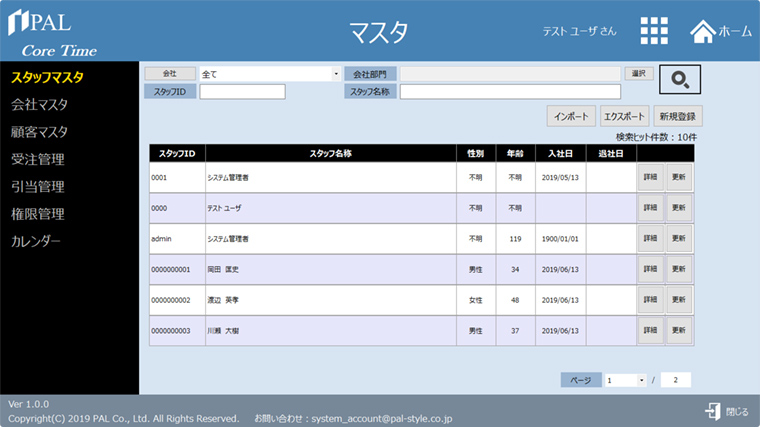 PAL
Core Time
マスタ
テスト ユーザ さん
ホーム
スタッフマスタ
会社マスタ
顧客マスタ
受注管理
引当管理
権限管理
カレンダー
会社 全て 会社部門 選択
スタッフID スタッフ名称
インポート エクスポート 新規登録
検索ヒット件数：10件
スタッフID スタッフ名称 性別 年齢 入社日 退社日
0001 システム管理者 不明 不明 2019/05/13 詳細 更新
0000 テスト ユーザ 不明 不明 詳細 更新
admin システム管理者 不明 119 1900/01/01 詳細 更新
0000000001 岡田 匡史 男性 34 2019/06/13 詳細 更新
0000000002 渡辺 英孝 女性 48 2019/06/13 詳細 更新
0000000003 川瀬 大樹 男性 37 2019/06/13 詳細 更新
ページ 1 / 2
Ver 1.0.0
Copyright(C) 2019 PAL Co., Ltd. All Rights Reserved. お問い合わせ：system_account@pal-style.co.jp
閉じる